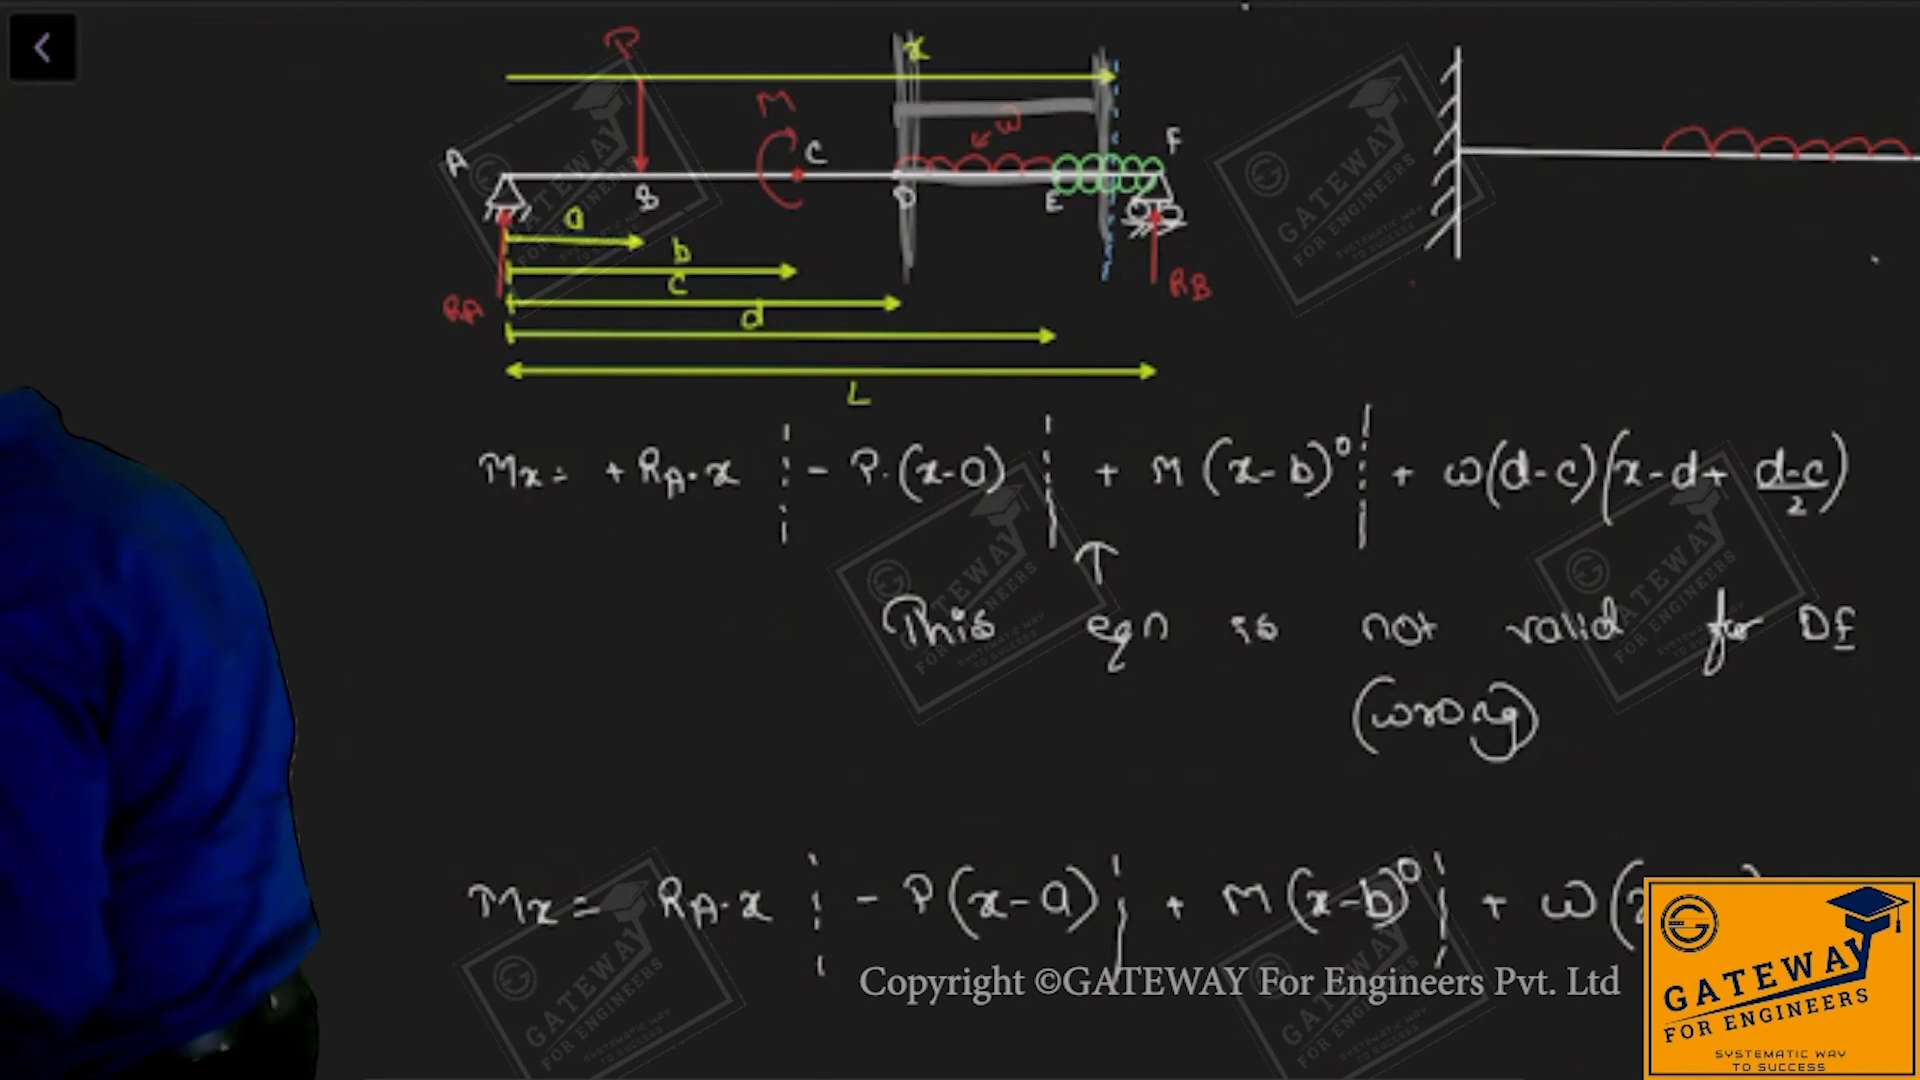 P
x
M
w
A
B
C
D
E
F
a
b
c
d
L
RA
RB
Mx = + RA·x - P·(x-a) + M (x-b)⁰ + w(d-c)(x-d+ d-c/2)
↑
This eqn is not valid for DE
(wrong)
Mx = RA·x - P(x-a) + M(x-b)⁰ + w(
Copyright ©GATEWAY For Engineers Pvt. Ltd
GATEWAY
FOR ENGINEERS
SYSTEMATIC WAY
TO SUCCESS